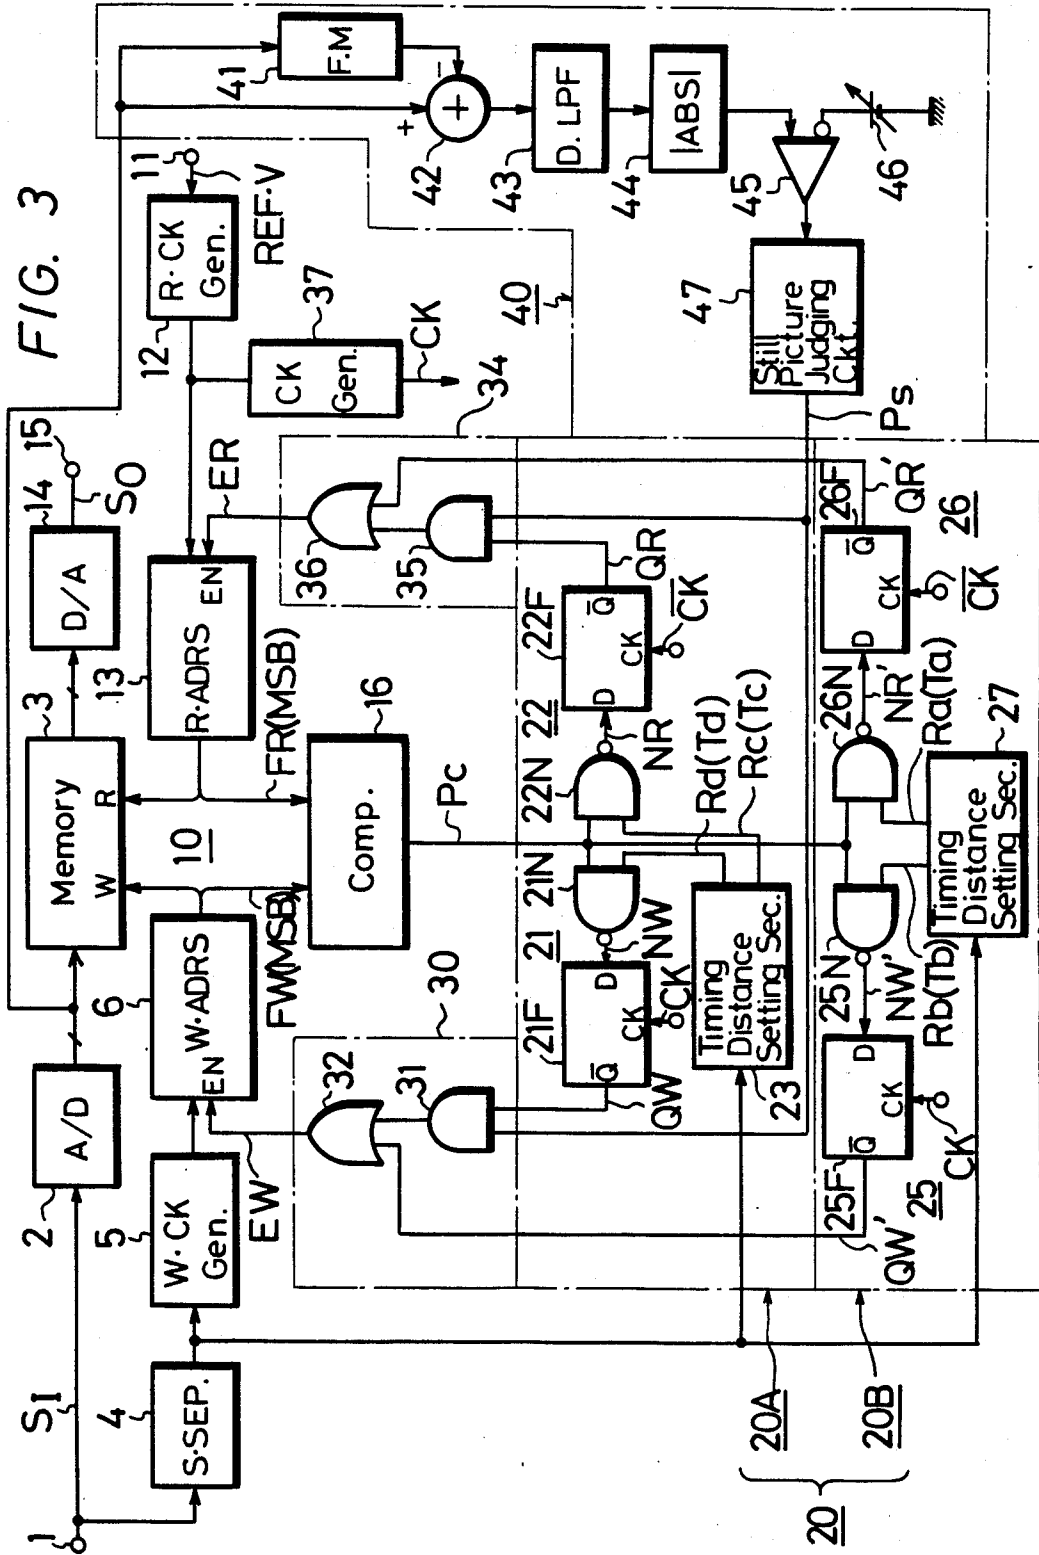 FIG. 3
1
SI
2
A/D
3
Memory
W
R
14
D/A
15
SO
4
S·SEP.
5
W·CK
Gen.
6
W·ADRS
EN
10
13
R·ADRS
EN
12
R·CK
Gen.
11
REF·V
EW
FW(MSB)
FR(MSB)
ER
16
Comp.
Pc
37
CK
Gen.
CK
41
F.M
+
−
+
42
43
D. LPF
44
|ABS|
45
46
47
Still
Picture
Judging
Ckt.
Ps
40
30
32
31
34
36
35
21F
Q
D
CK
CK
QW
21
NW
21N
22N
NR
22
22F
D
Q
CK
CK
QR
Rd(Td)
Rc(Tc)
Timing
Distance
Setting Sec.
23
25F
Q
D
CK
CK
25
QW'
25N
NW'
Rb(Tb)
26N
NR'
Ra(Ta)
26F
D
Q
CK
CK
26
QR'
Timing
Distance
Setting Sec.
27
20A
20B
20